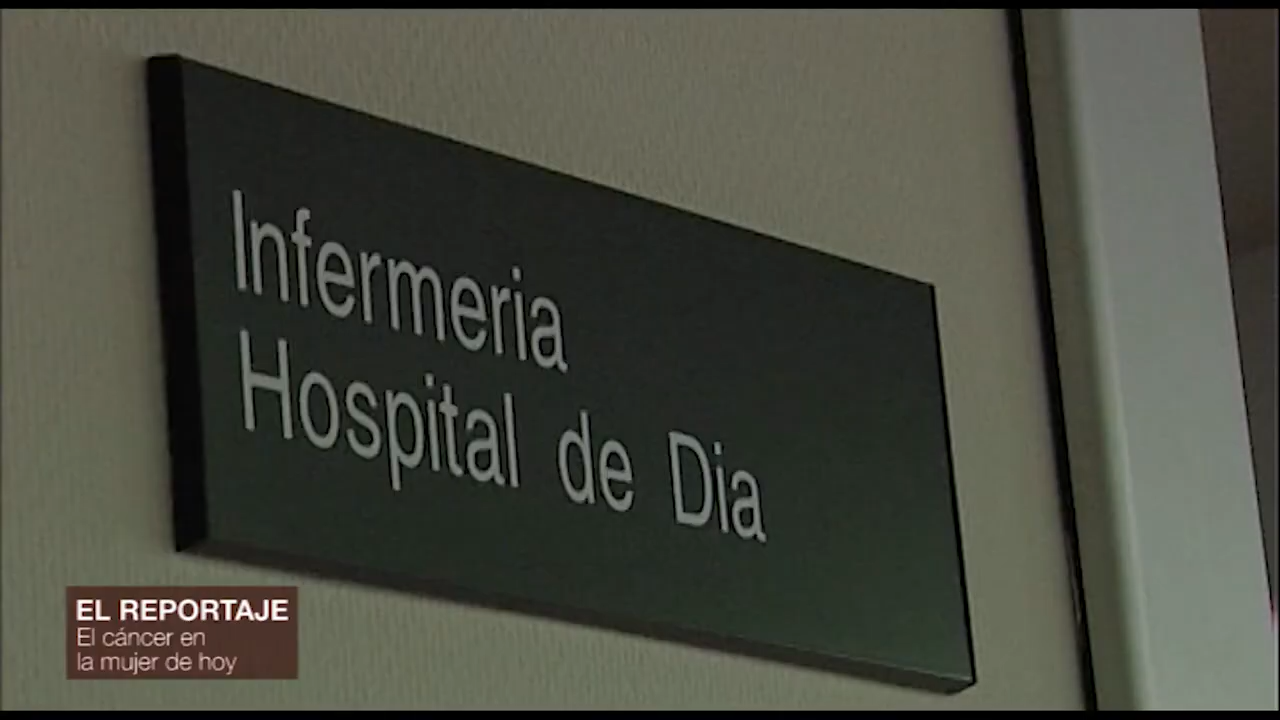 Infermeria
Hospital de Dia
EL REPORTAJE
El cáncer en
la mujer de hoy